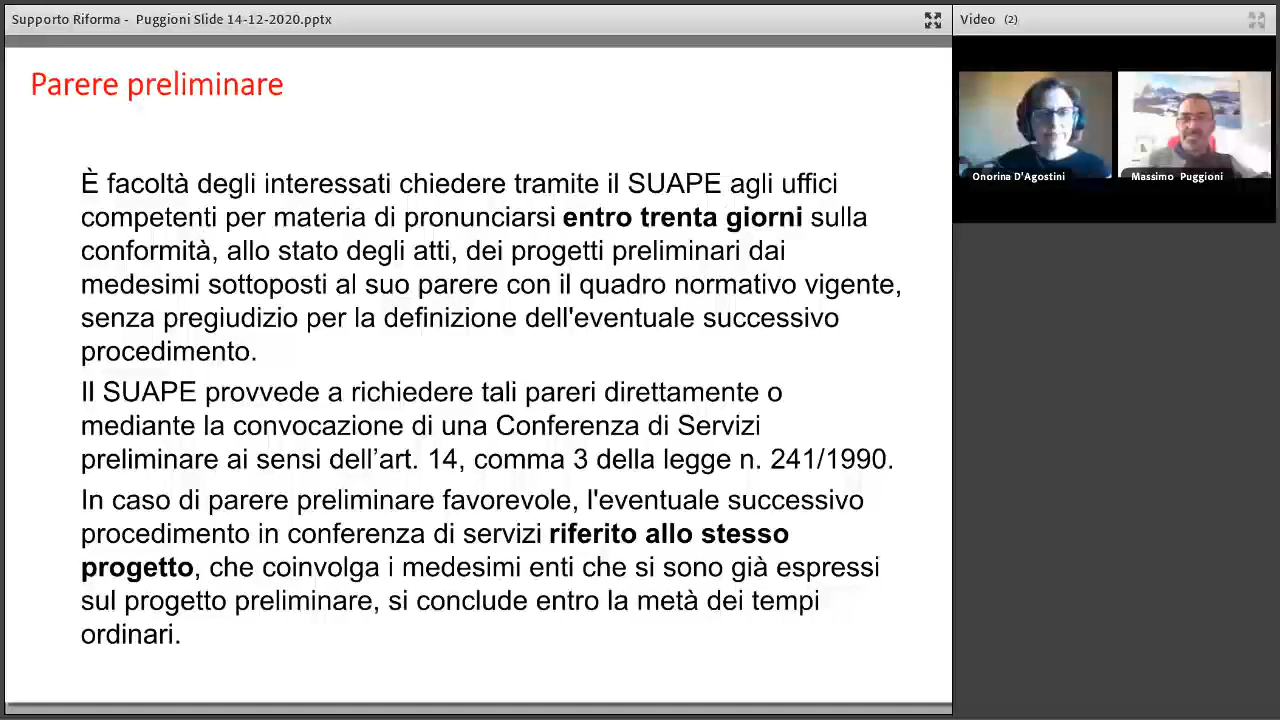 Supporto Riforma - Puggioni Slide 14-12-2020.pptx
Video (2)
Parere preliminare
È facoltà degli interessati chiedere tramite il SUAPE agli uffici
competenti per materia di pronunciarsi entro trenta giorni sulla
conformità, allo stato degli atti, dei progetti preliminari dai
medesimi sottoposti al suo parere con il quadro normativo vigente,
senza pregiudizio per la definizione dell'eventuale successivo
procedimento.
Il SUAPE provvede a richiedere tali pareri direttamente o
mediante la convocazione di una Conferenza di Servizi
preliminare ai sensi dell’art. 14, comma 3 della legge n. 241/1990.
In caso di parere preliminare favorevole, l'eventuale successivo
procedimento in conferenza di servizi riferito allo stesso
progetto, che coinvolga i medesimi enti che si sono già espressi
sul progetto preliminare, si conclude entro la metà dei tempi
ordinari.
Onorina D'Agostini
Massimo Puggioni